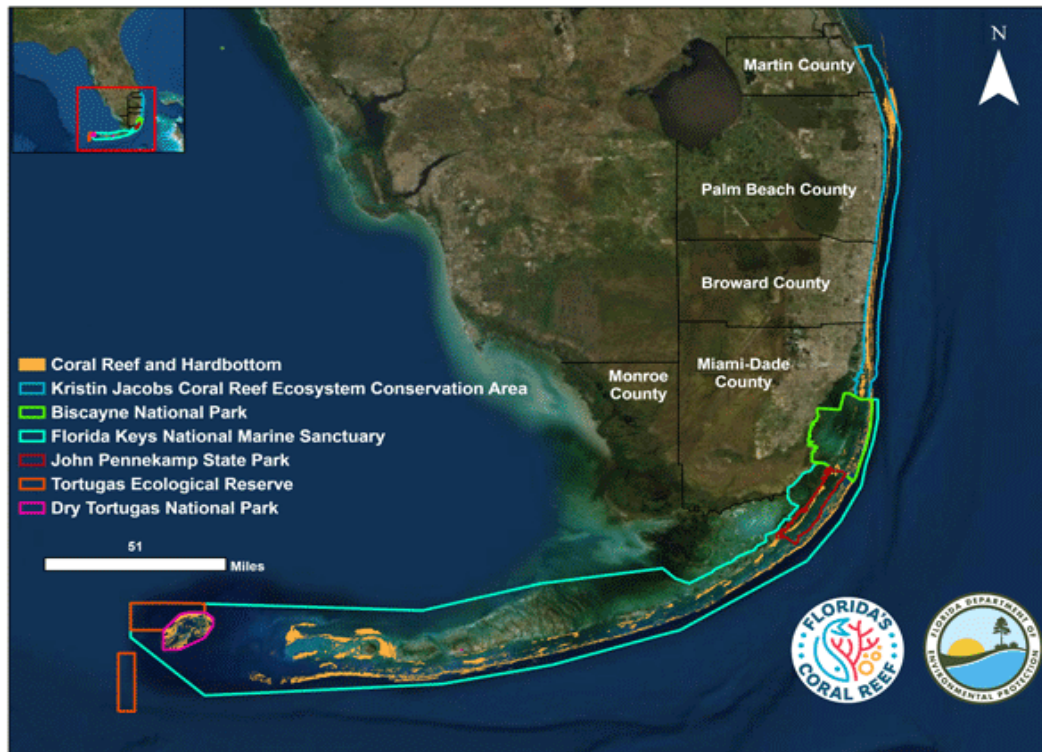 N
Martin County
Palm Beach County
Broward County
Miami-Dade
County
Monroe
County
Coral Reef and Hardbottom
Kristin Jacobs Coral Reef Ecosystem Conservation Area
Biscayne National Park
Florida Keys National Marine Sanctuary
John Pennekamp State Park
Tortugas Ecological Reserve
Dry Tortugas National Park
51
Miles
FLORIDA'S
CORAL REEF
FLORIDA DEPARTMENT OF
ENVIRONMENTAL PROTECTION